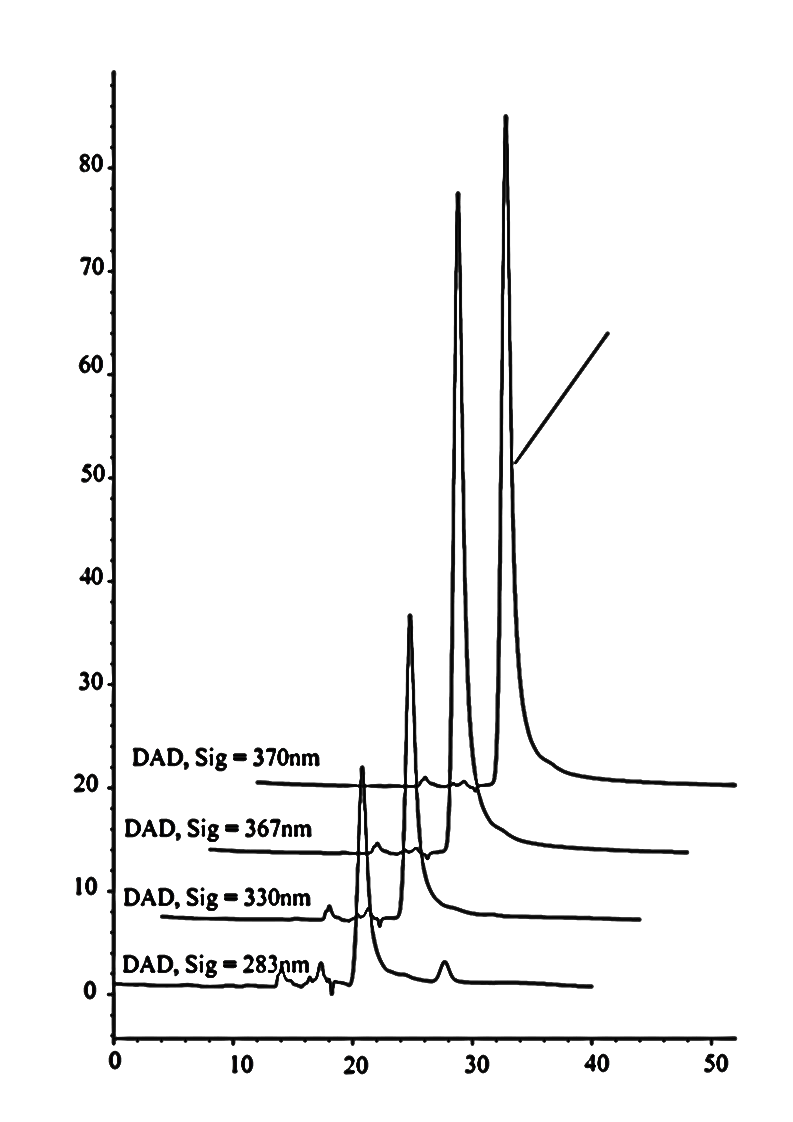 80
70
60
50
40
30
DAD, Sig = 370nm
20
DAD, Sig = 367nm
10
DAD, Sig = 330nm
DAD, Sig = 283nm
0
0 10 20 30 40 50